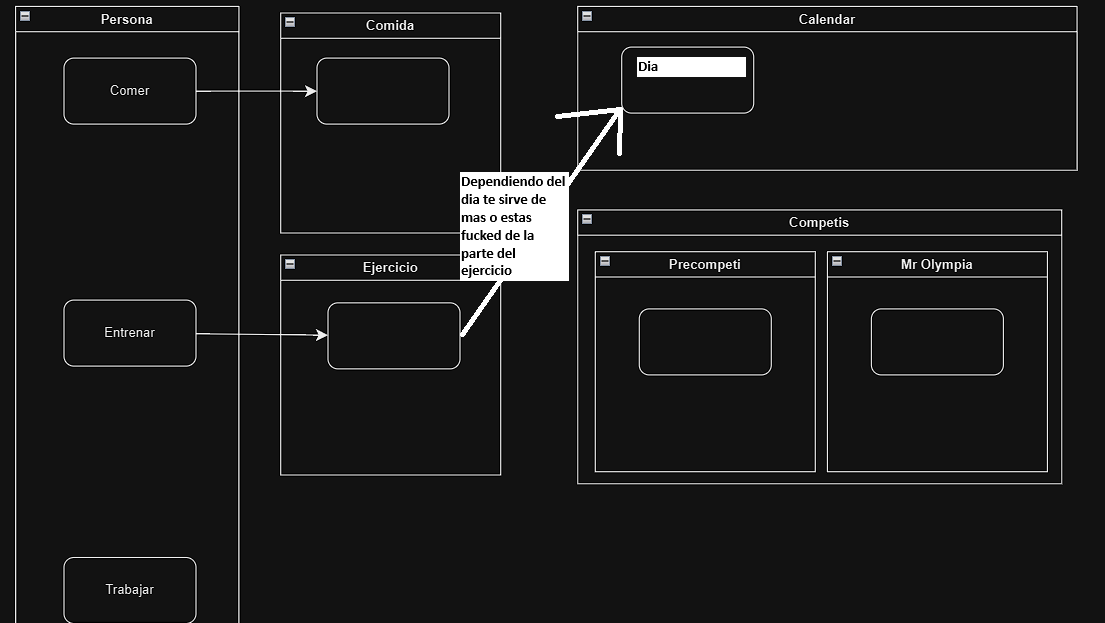 Persona
Comer
Entrenar
Trabajar
Comida
Ejercicio
Dependiendo del
dia te sirve de
mas o estas
fucked de la
parte del
ejercicio
Calendar
Dia
Competis
Precompeti
Mr Olympia